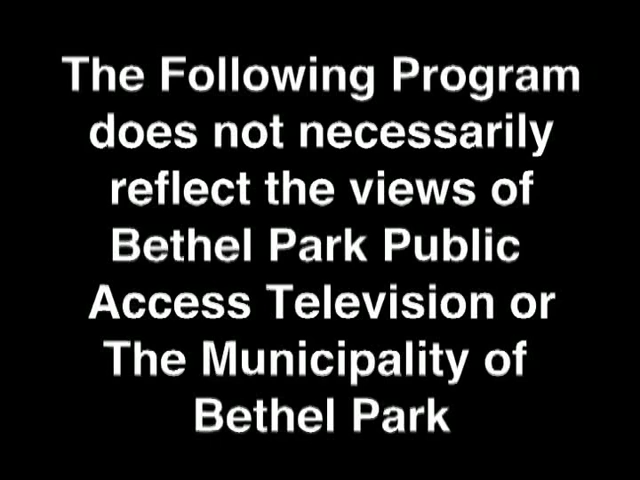 The Following Program
does not necessarily
reflect the views of
Bethel Park Public
Access Television or
The Municipality of
Bethel Park